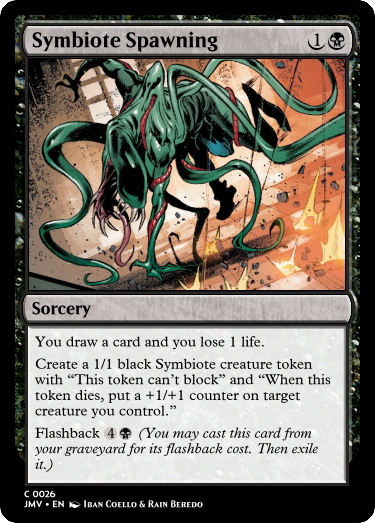 Symbiote Spawning 1
Sorcery
You draw a card and you lose 1 life.
Create a 1/1 black Symbiote creature token
with “This token can’t block” and “When this
token dies, put a +1/+1 counter on target
creature you control.”
Flashback 4 (You may cast this card from
your graveyard for its flashback cost. Then exile
it.)
C 0026
JMV • EN Iban Coello & Rain Beredo